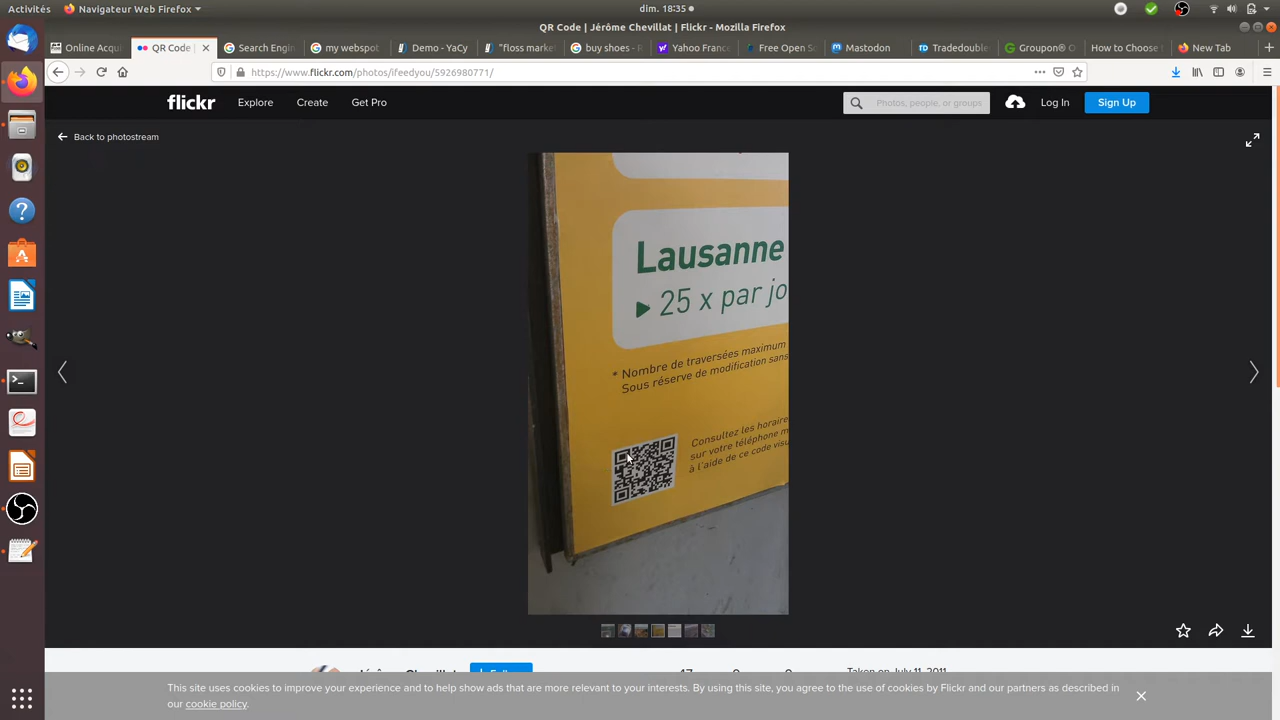 Activités
Navigateur Web Firefox
dim. 18:35
QR Code | Jérôme Chevillat | Flickr - Mozilla Firefox
Online Acqu
QR Code |
Search Engin
my webspot
Demo - YaCy
"floss mark
buy shoes - R
Yahoo France
Free Open S
Mastodon
Tradedouble
Groupon®
How to Choose
New Tab
https://www.flickr.com/photos/ifeedyou/5926980771/
flickr
Explore
Create
Get Pro
Photos, people, or groups
Log In
Sign Up
Back to photostream
Lausanne
25 x par jo
* Nombre de traversées maximum
Sous réserve de modification sans
Consultez les horaire
sur votre téléphone m
à l'aide de ce code visu
Taken on July 11, 2011
This site uses cookies to improve your experience and to help show ads that are more relevant to your interests. By using this site, you agree to the use of cookies by Flickr and our partners as described in
our cookie policy.